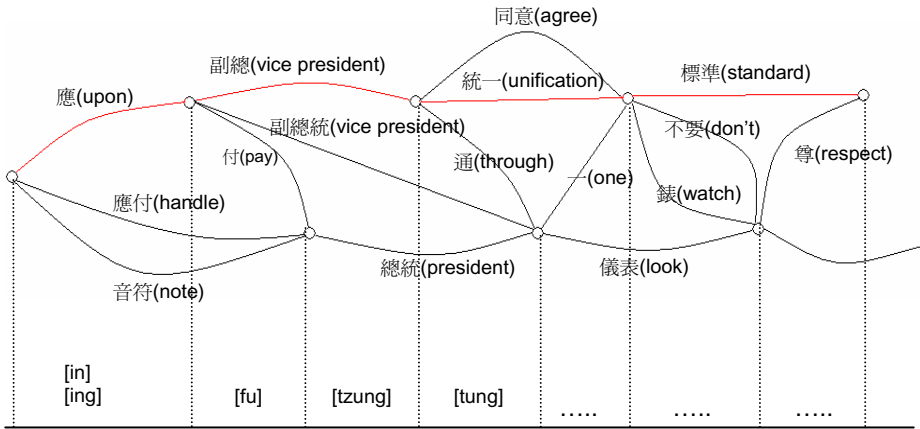 同意(agree)
副總(vice president)
統一(unification)
標準(standard)
應(upon)
副總統(vice president)
不要(don't)
付(pay)
通(through)
尊(respect)
一(one)
錶(watch)
應付(handle)
總統(president)
儀表(look)
音符(note)
[in]
[ing]
[fu]
[tzung]
[tung]
…..
…..
…..